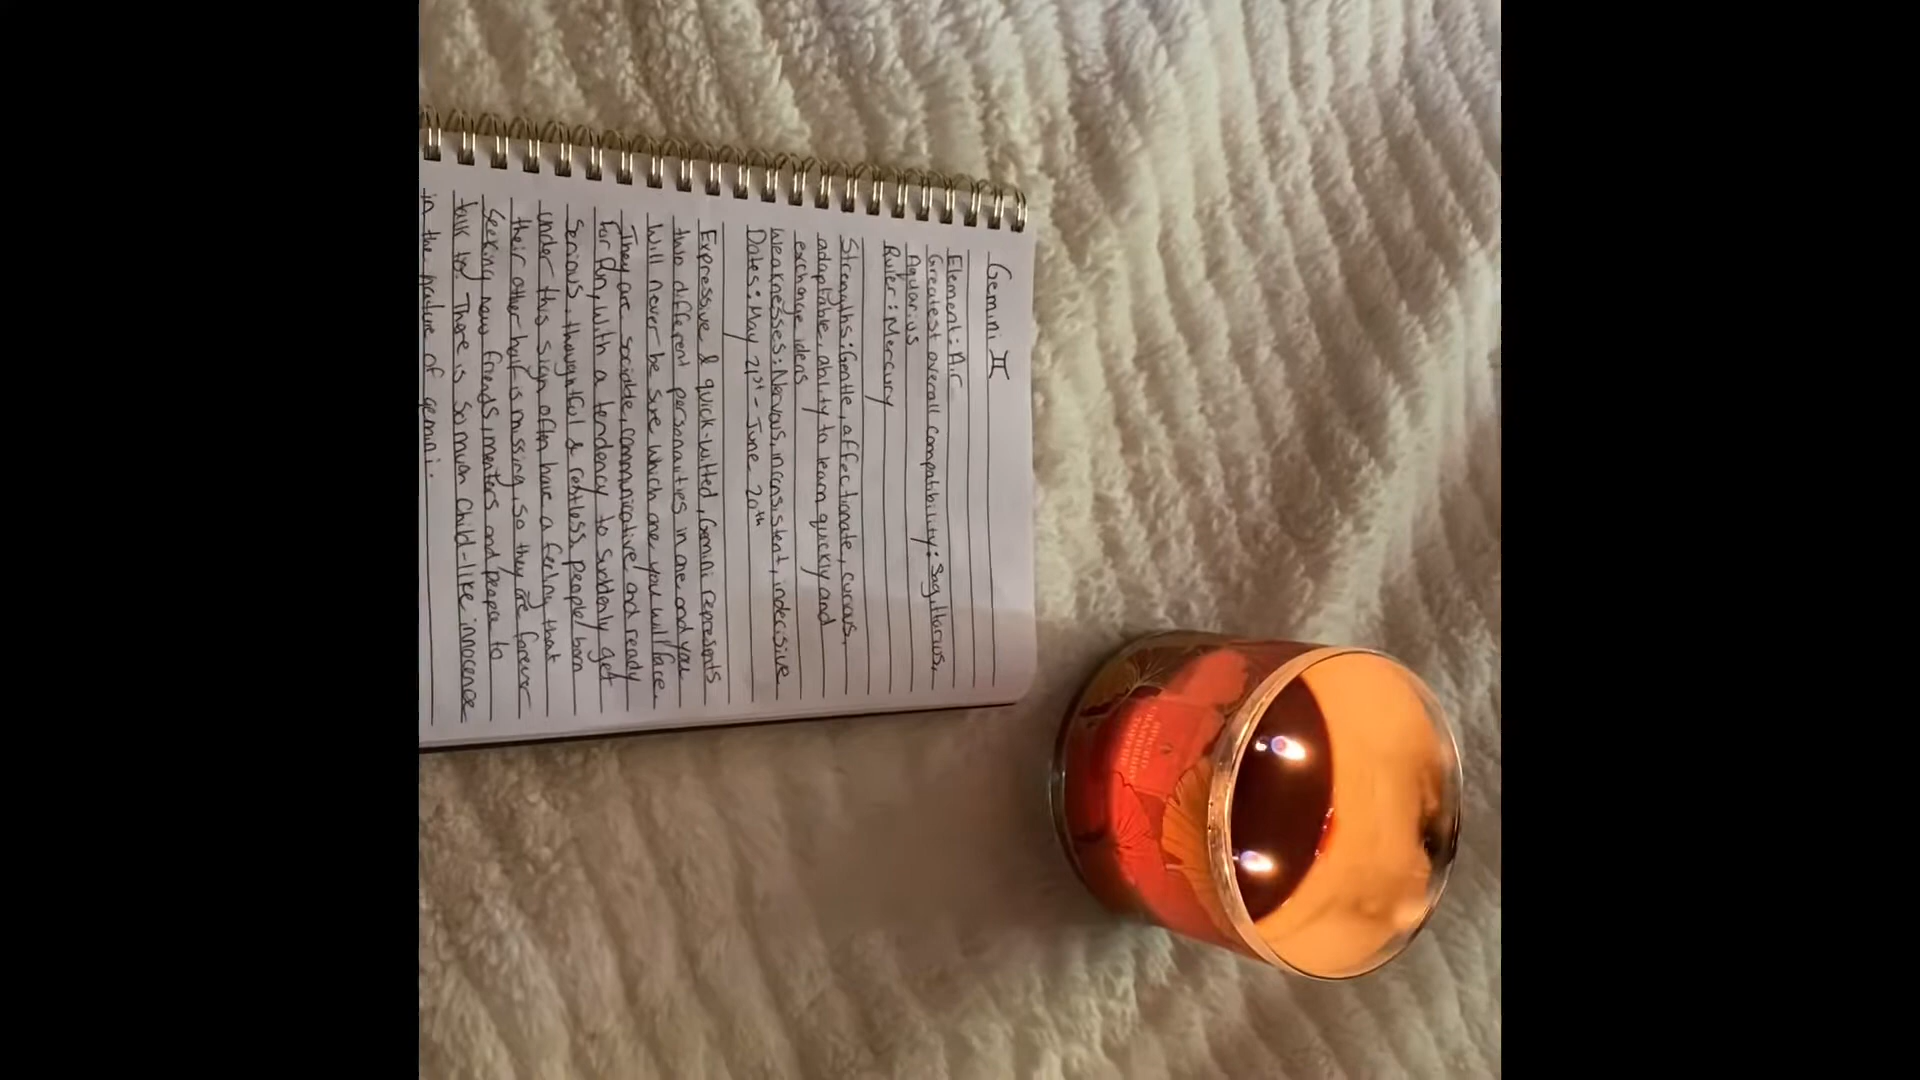 Gemini ♊
Element: Air
Greatest overall compatibility: Sagittarius,
Aquarius
Ruler: Mercury
Strengths: Gentle, affectionate, curious,
adaptable, ability to learn quickly and
exchange ideas
Weaknesses: Nervous, inconsistent, indecisive
Dates: May 21st - June 20th
Expressive & quick-witted, Gemini represents
two different personalities in one and you
will never be sure which one you will face.
They are sociable, communicative and ready
for fun, with a tendency to suddenly get
serious, thoughtful & restless. people born
under this sign often have a feeling that
their other half is missing, so they are forever
seeking new friends, mentors and people to
talk to. There is so much child-like innocence
in the nature of gemini.